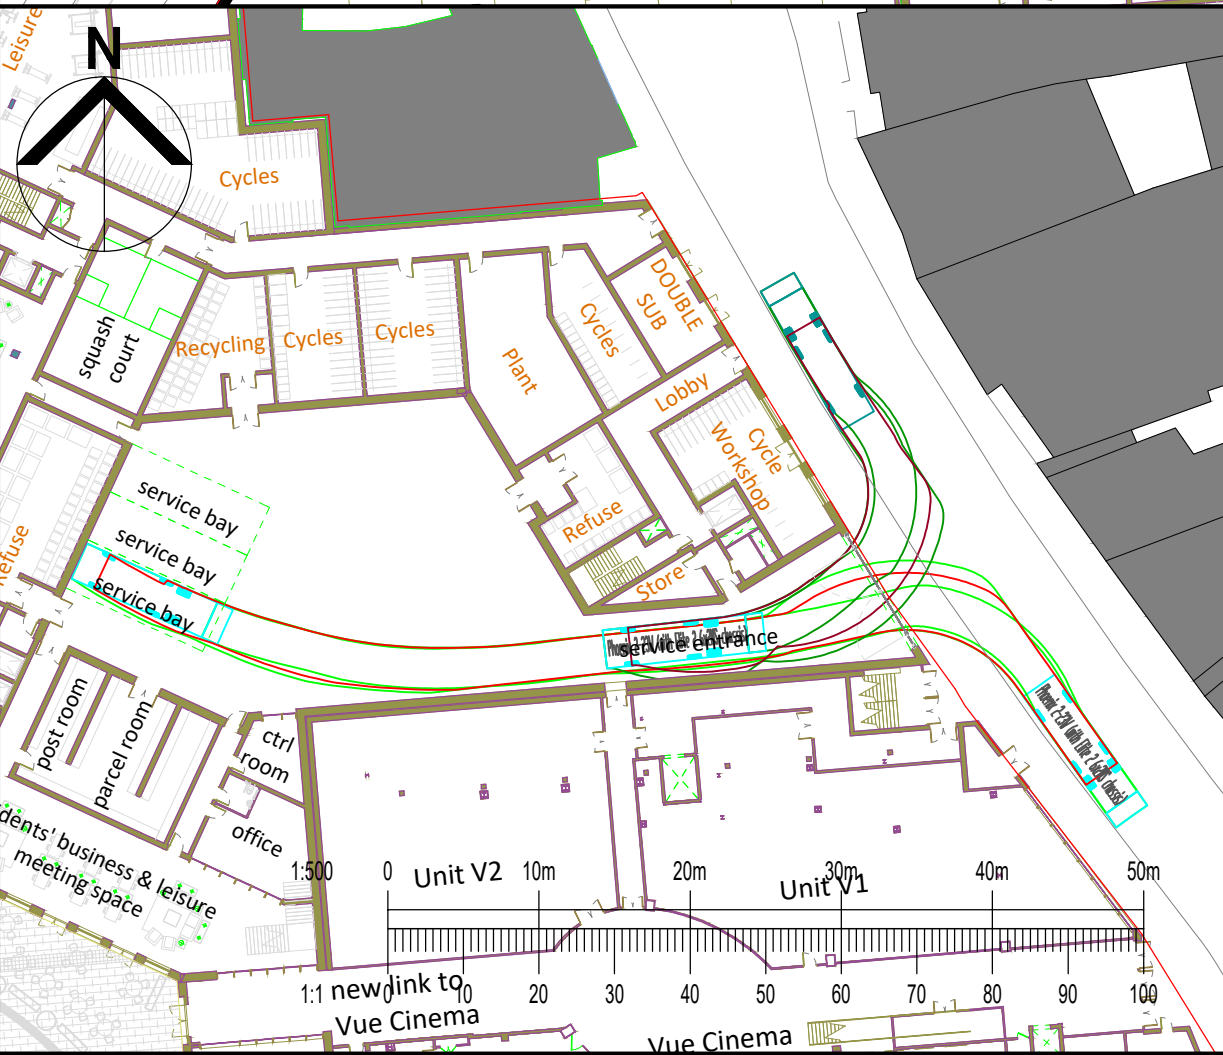 Leisure
N
Cycles
squash
court
Recycling
Cycles
Cycles
Plant
Cycles
DOUBLE
SUB
Lobby
Cycle
Workshop
Refuse
Store
Refuse
service bay
service bay
service bay
service entrance
post room
parcel room
ctrl
room
office
dents' business & leisure
meeting space
Unit V2
Unit V1
1:500 0 10m 20m 30m 40m 50m
1:1 0 10 20 30 40 50 60 70 80 90 100
new link to
Vue Cinema
Vue Cinema